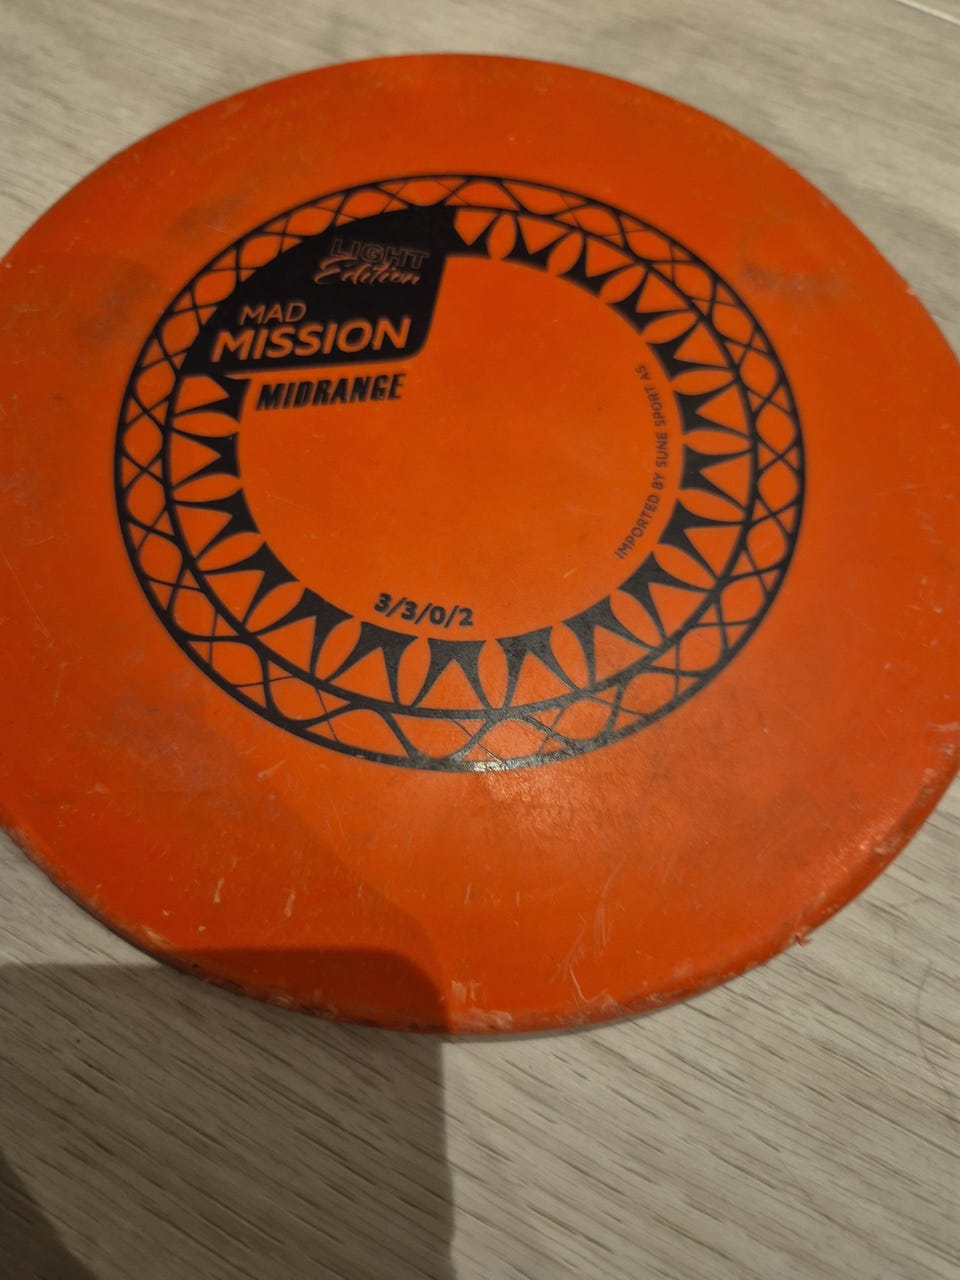 LIGHT
Edition
MAD
MISSION
MIDRANGE
IMPORTED BY SUNE SPORT AS
3/3/0/2